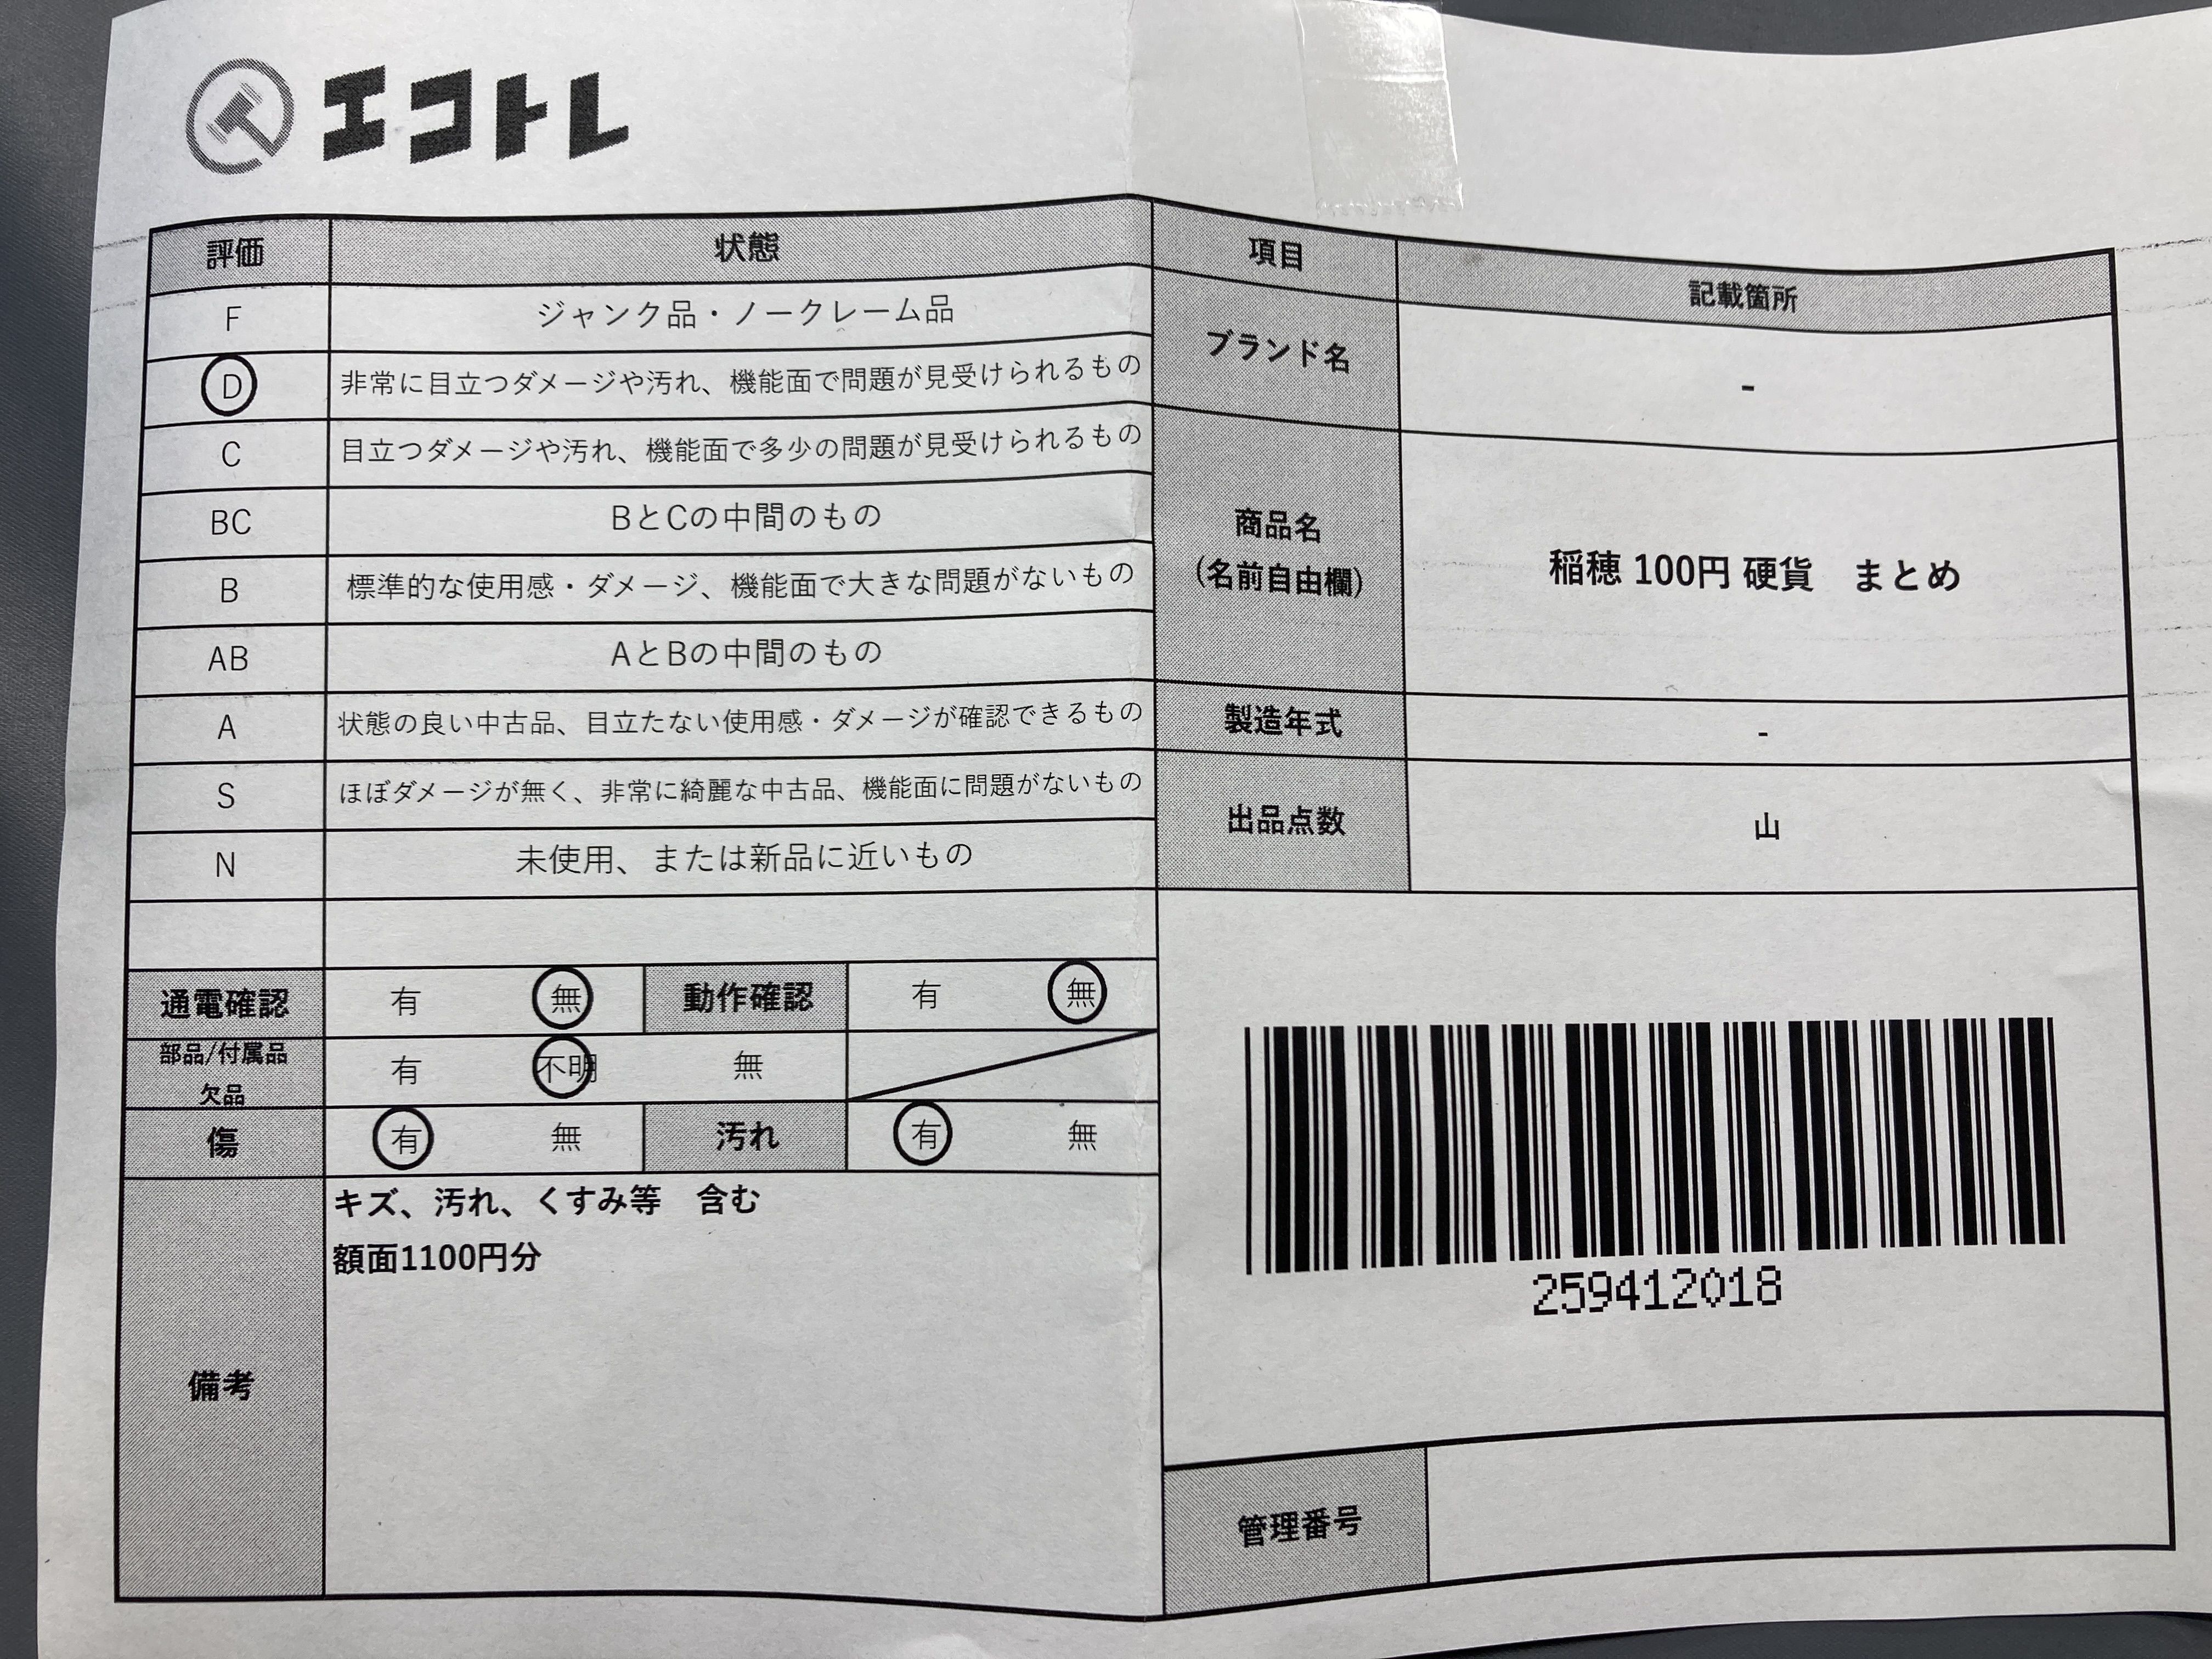 エコトレ
評価 状態
F ジャンク品・ノークレーム品
D 非常に目立つダメージや汚れ、機能面で問題が見受けられるもの
C 目立つダメージや汚れ、機能面で多少の問題が見受けられるもの
BC BとCの中間のもの
B 標準的な使用感・ダメージ、機能面で大きな問題がないもの
AB AとBの中間のもの
A 状態の良い中古品、目立たない使用感・ダメージが確認できるもの
S ほぼダメージが無く、非常に綺麗な中古品、機能面に問題がないもの
N 未使用、または新品に近いもの
通電確認 有 無 動作確認 有 無
部品/付属品
欠品
有 不明 無
傷 有 無 汚れ 有 無
備考
キズ、汚れ、くすみ等 含む
額面1100円分
項目 記載箇所
ブランド名 -
商品名
(名前自由欄)
稲穂 100円 硬貨 まとめ
製造年式 -
出品点数 山
259412018
管理番号